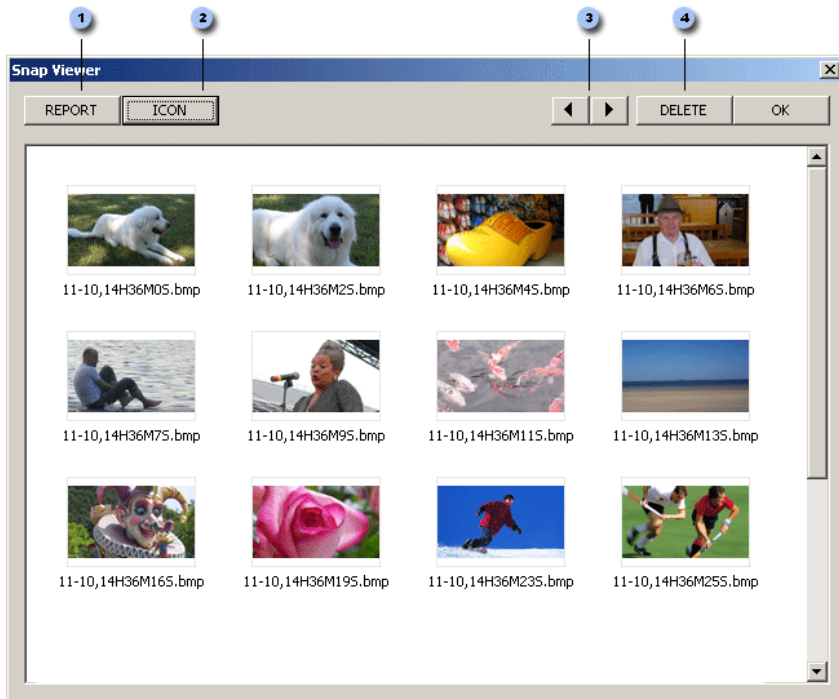 1 2 3 4
Snap Viewer
REPORT ICON DELETE OK
11-10,14H36M0S.bmp 11-10,14H36M2S.bmp 11-10,14H36M4S.bmp 11-10,14H36M6S.bmp
11-10,14H36M7S.bmp 11-10,14H36M9S.bmp 11-10,14H36M11S.bmp 11-10,14H36M13S.bmp
11-10,14H36M16S.bmp 11-10,14H36M19S.bmp 11-10,14H36M23S.bmp 11-10,14H36M25S.bmp